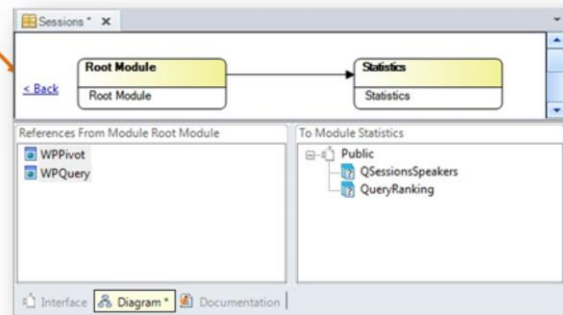 Sessions *
Root Module
Statistics
< Back
Root Module
Statistics
References From Module Root Module
To Module Statistics
WPPivot
WPQuery
Public
QSessionsSpeakers
QueryRanking
Interface
Diagram *
Documentation